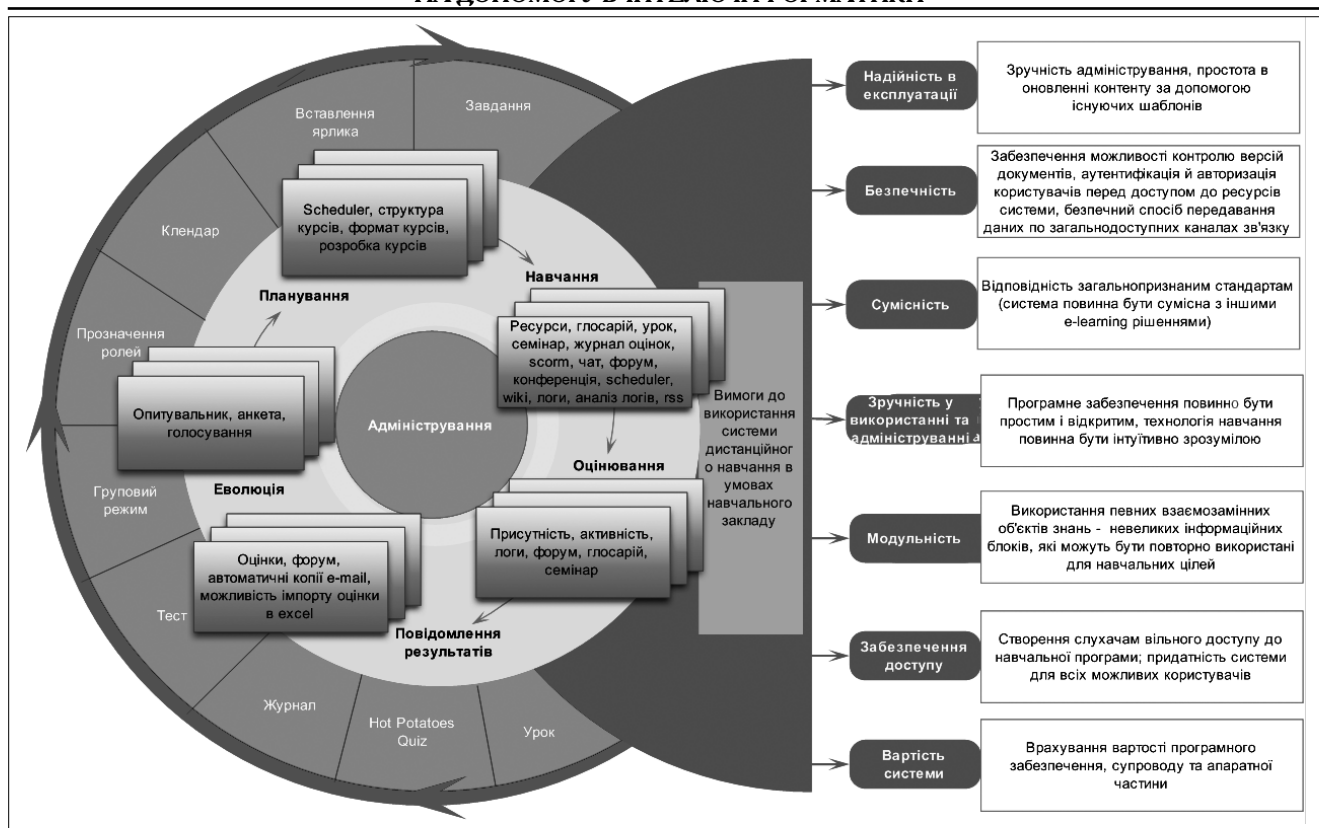 Завдання
Вставлення
ярлика
Клендар
Прозначення
ролей
Груповий
режим
Тест
Журнал
Hot Potatoes
Quiz
Урок
Scheduler, структура
курсів, формат курсів,
розробка курсів
Планування
Навчання
Ресурси, глосарій, урок,
семінар, журнал оцінок,
scorm, чат, форум,
конференція, scheduler,
wiki, логи, аналіз логів, rss
Адміністрування
Оцінювання
Присутність, активність,
логи, форум, глосарій,
семінар
Повідомлення
результатів
Оцінки, форум,
автоматичні копії e-mail,
можливість імпорту оцінки
в excel
Еволюція
Опитувальник, анкета,
голосування
Вимоги до
використання
системи
дистанційног
о навчання в
умовах
навчального
закладу
Надійність в
експлуатації
Зручність адміністрування, простота в
оновленні контенту за допомогою
існуючих шаблонів
Безпечність
Забезпечення можливості контролю версій
документів, аутентифікація й авторизація
користувачів перед доступом до ресурсів
системи, безпечний спосіб передавання
даних по загальнодоступних каналах зв'язку
Сумісність
Відповідність загальнопризнаним стандартам
(система повинна бути сумісна з іншими
e-learning рішеннями)
Зручність у
використанні та
адмініструванні
Програмне забезпечення повинно бути
простим і відкритим, технологія навчання
повинна бути інтуїтивно зрозумілою
Модульність
Використання певних взаємозамінних
об'єктів знань - невеликих інформаційних
блоків, які можуть бути повторно використані
для навчальних цілей
Забезпечення
доступу
Створення слухачам вільного доступу до
навчальної програми; придатність системи
для всіх можливих користувачів
Вартість
системи
Врахування вартості програмного
забезпечення, супроводу та апаратної
частини